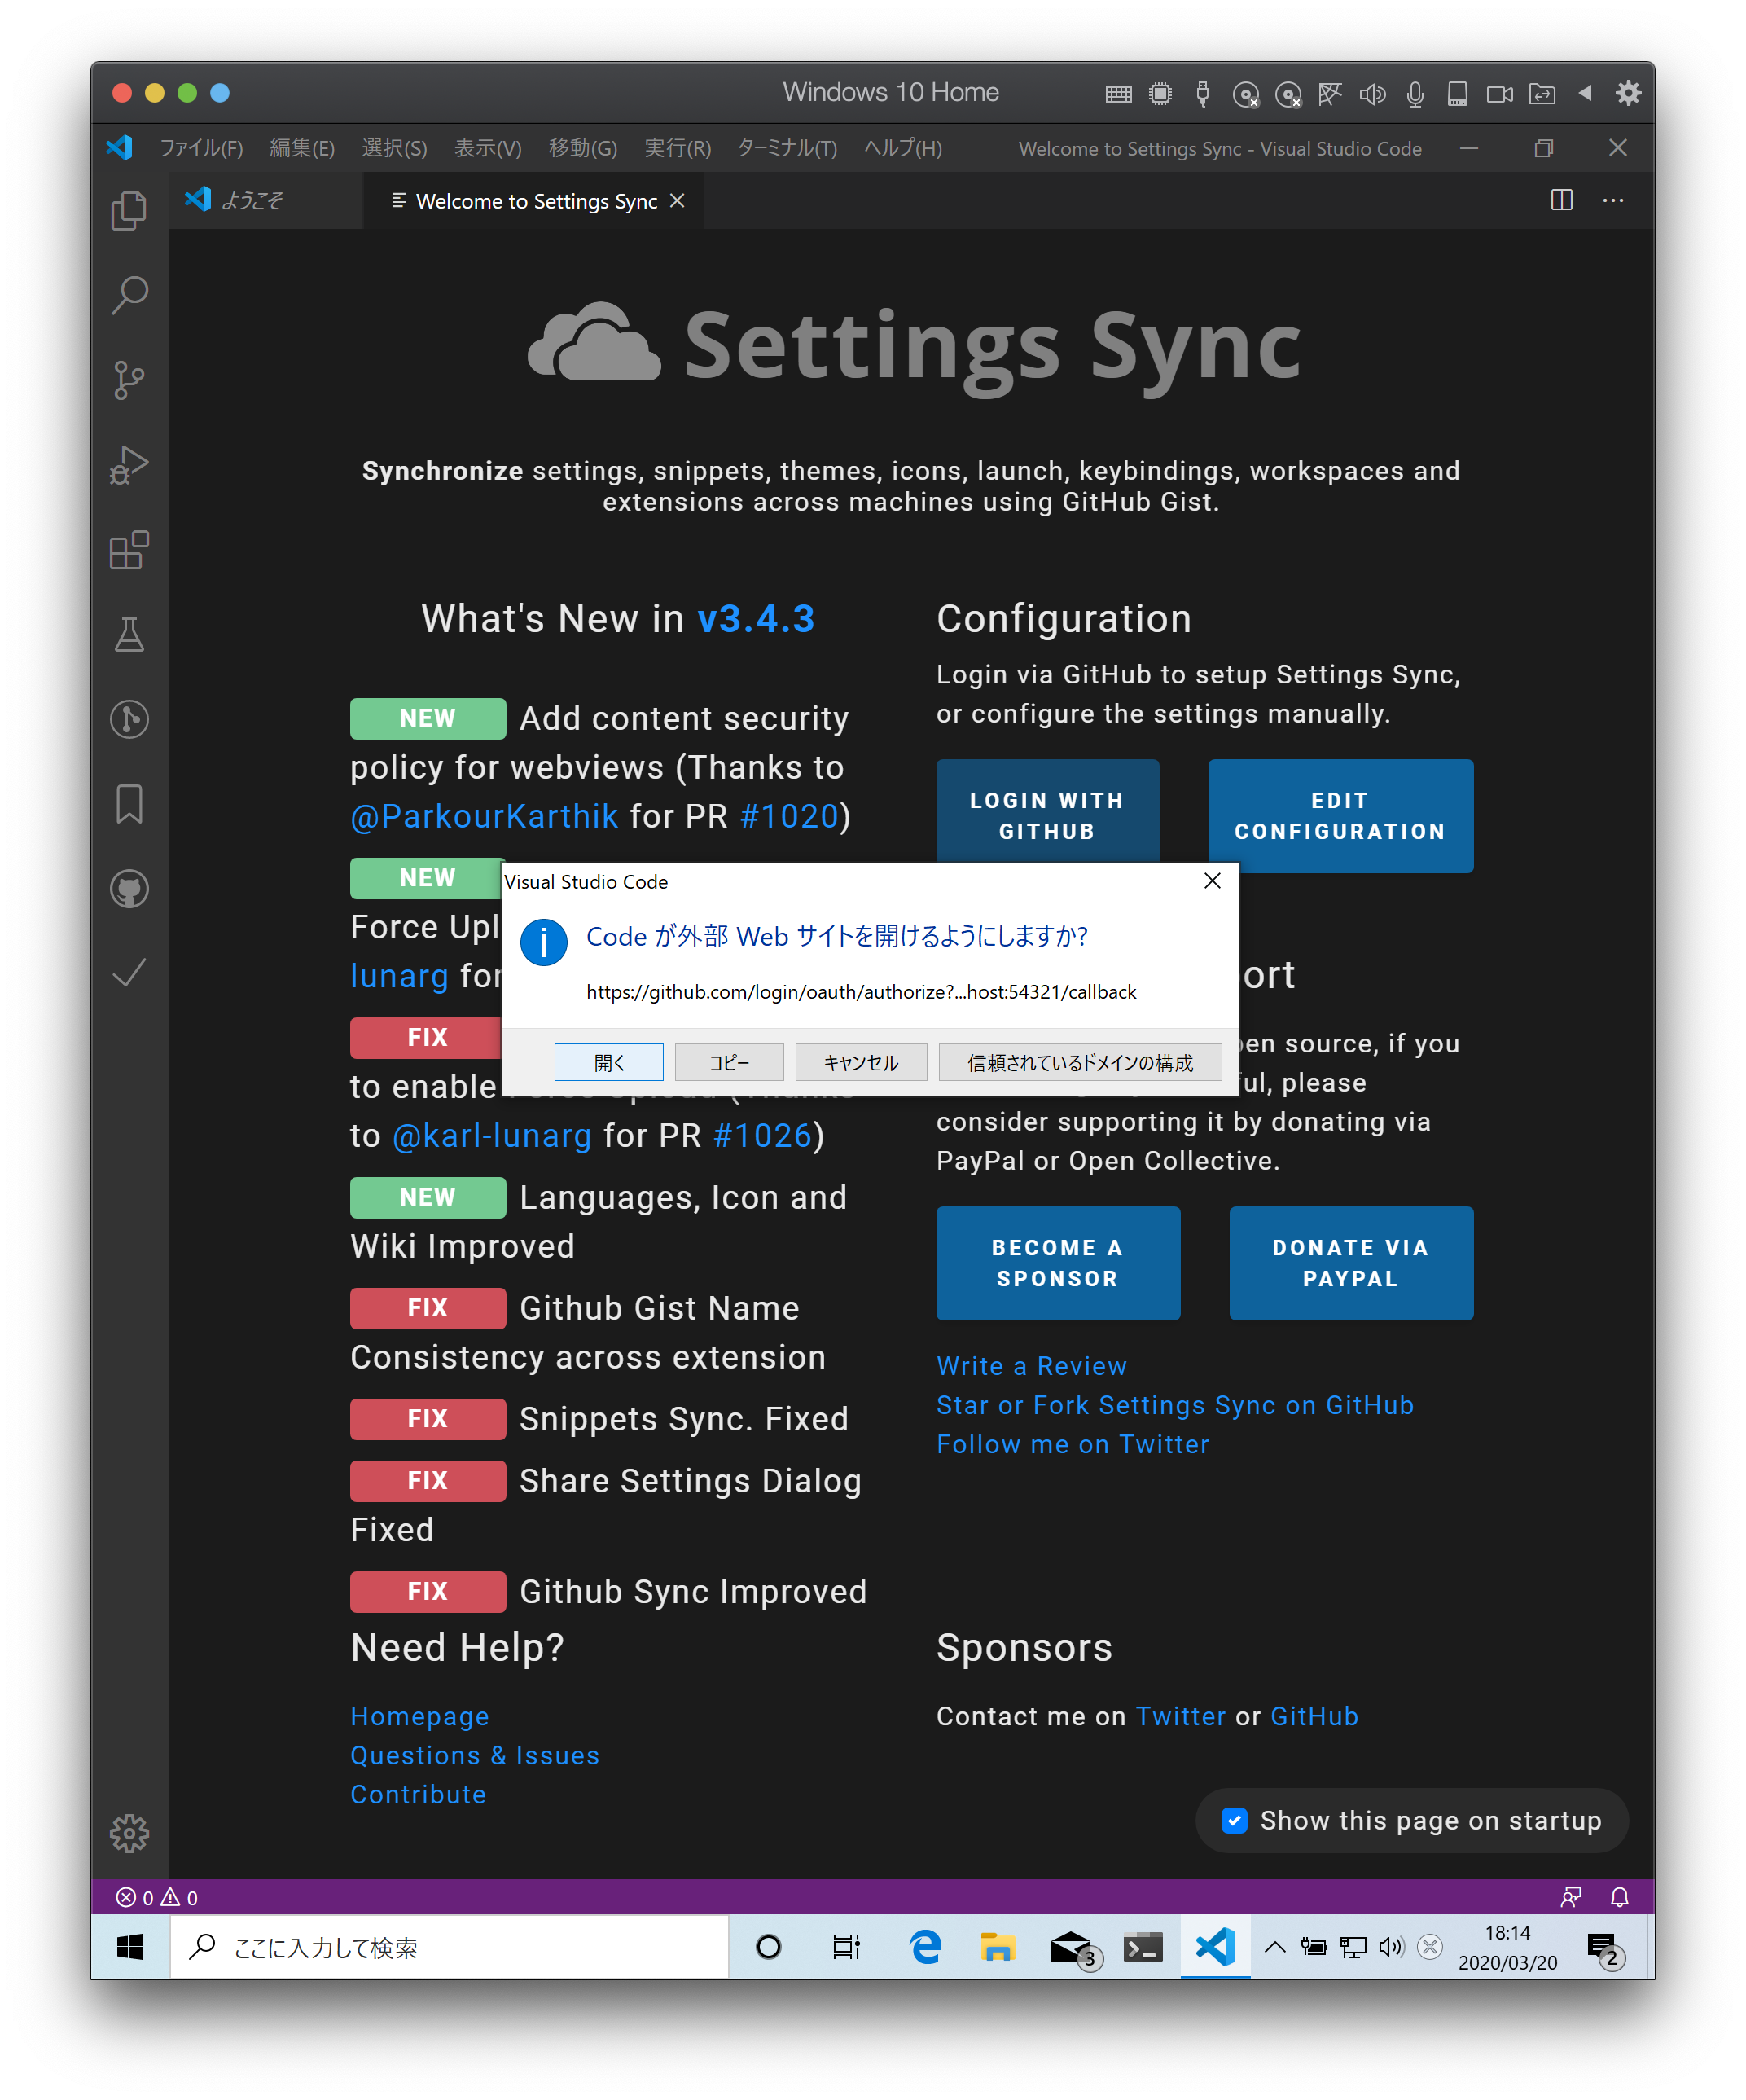 Windows 10 Home
ファイル(F) 編集(E) 選択(S) 表示(V) 移動(G) 実行(R) ターミナル(T) ヘルプ(H) Welcome to Settings Sync - Visual Studio Code
ようこそ
Welcome to Settings Sync
Settings Sync
Synchronize settings, snippets, themes, icons, launch, keybindings, workspaces and
extensions across machines using GitHub Gist.
What's New in v3.4.3
NEW Add content security
policy for webviews (Thanks to
@ParkourKarthik for PR #1020)
NEW
Force Upl
lunarg for
FIX
to enable
to @karl-lunarg for PR #1026)
NEW Languages, Icon and
Wiki Improved
FIX Github Gist Name
Consistency across extension
FIX Snippets Sync. Fixed
FIX Share Settings Dialog
Fixed
FIX Github Sync Improved
Configuration
Login via GitHub to setup Settings Sync,
or configure the settings manually.
LOGIN WITH
GITHUB
EDIT
CONFIGURATION
Visual Studio Code
Code が外部 Web サイトを開けるようにしますか?
https://github.com/login/oauth/authorize?...host:54321/callback
開く コピー キャンセル 信頼されているドメインの構成
ort
en source, if you
ul, please
consider supporting it by donating via
PayPal or Open Collective.
BECOME A
SPONSOR
DONATE VIA
PAYPAL
Write a Review
Star or Fork Settings Sync on GitHub
Follow me on Twitter
Need Help?
Homepage
Questions & Issues
Contribute
Sponsors
Contact me on Twitter or GitHub
Show this page on startup
0 0
ここに入力して検索
3
18:14
2020/03/20
2